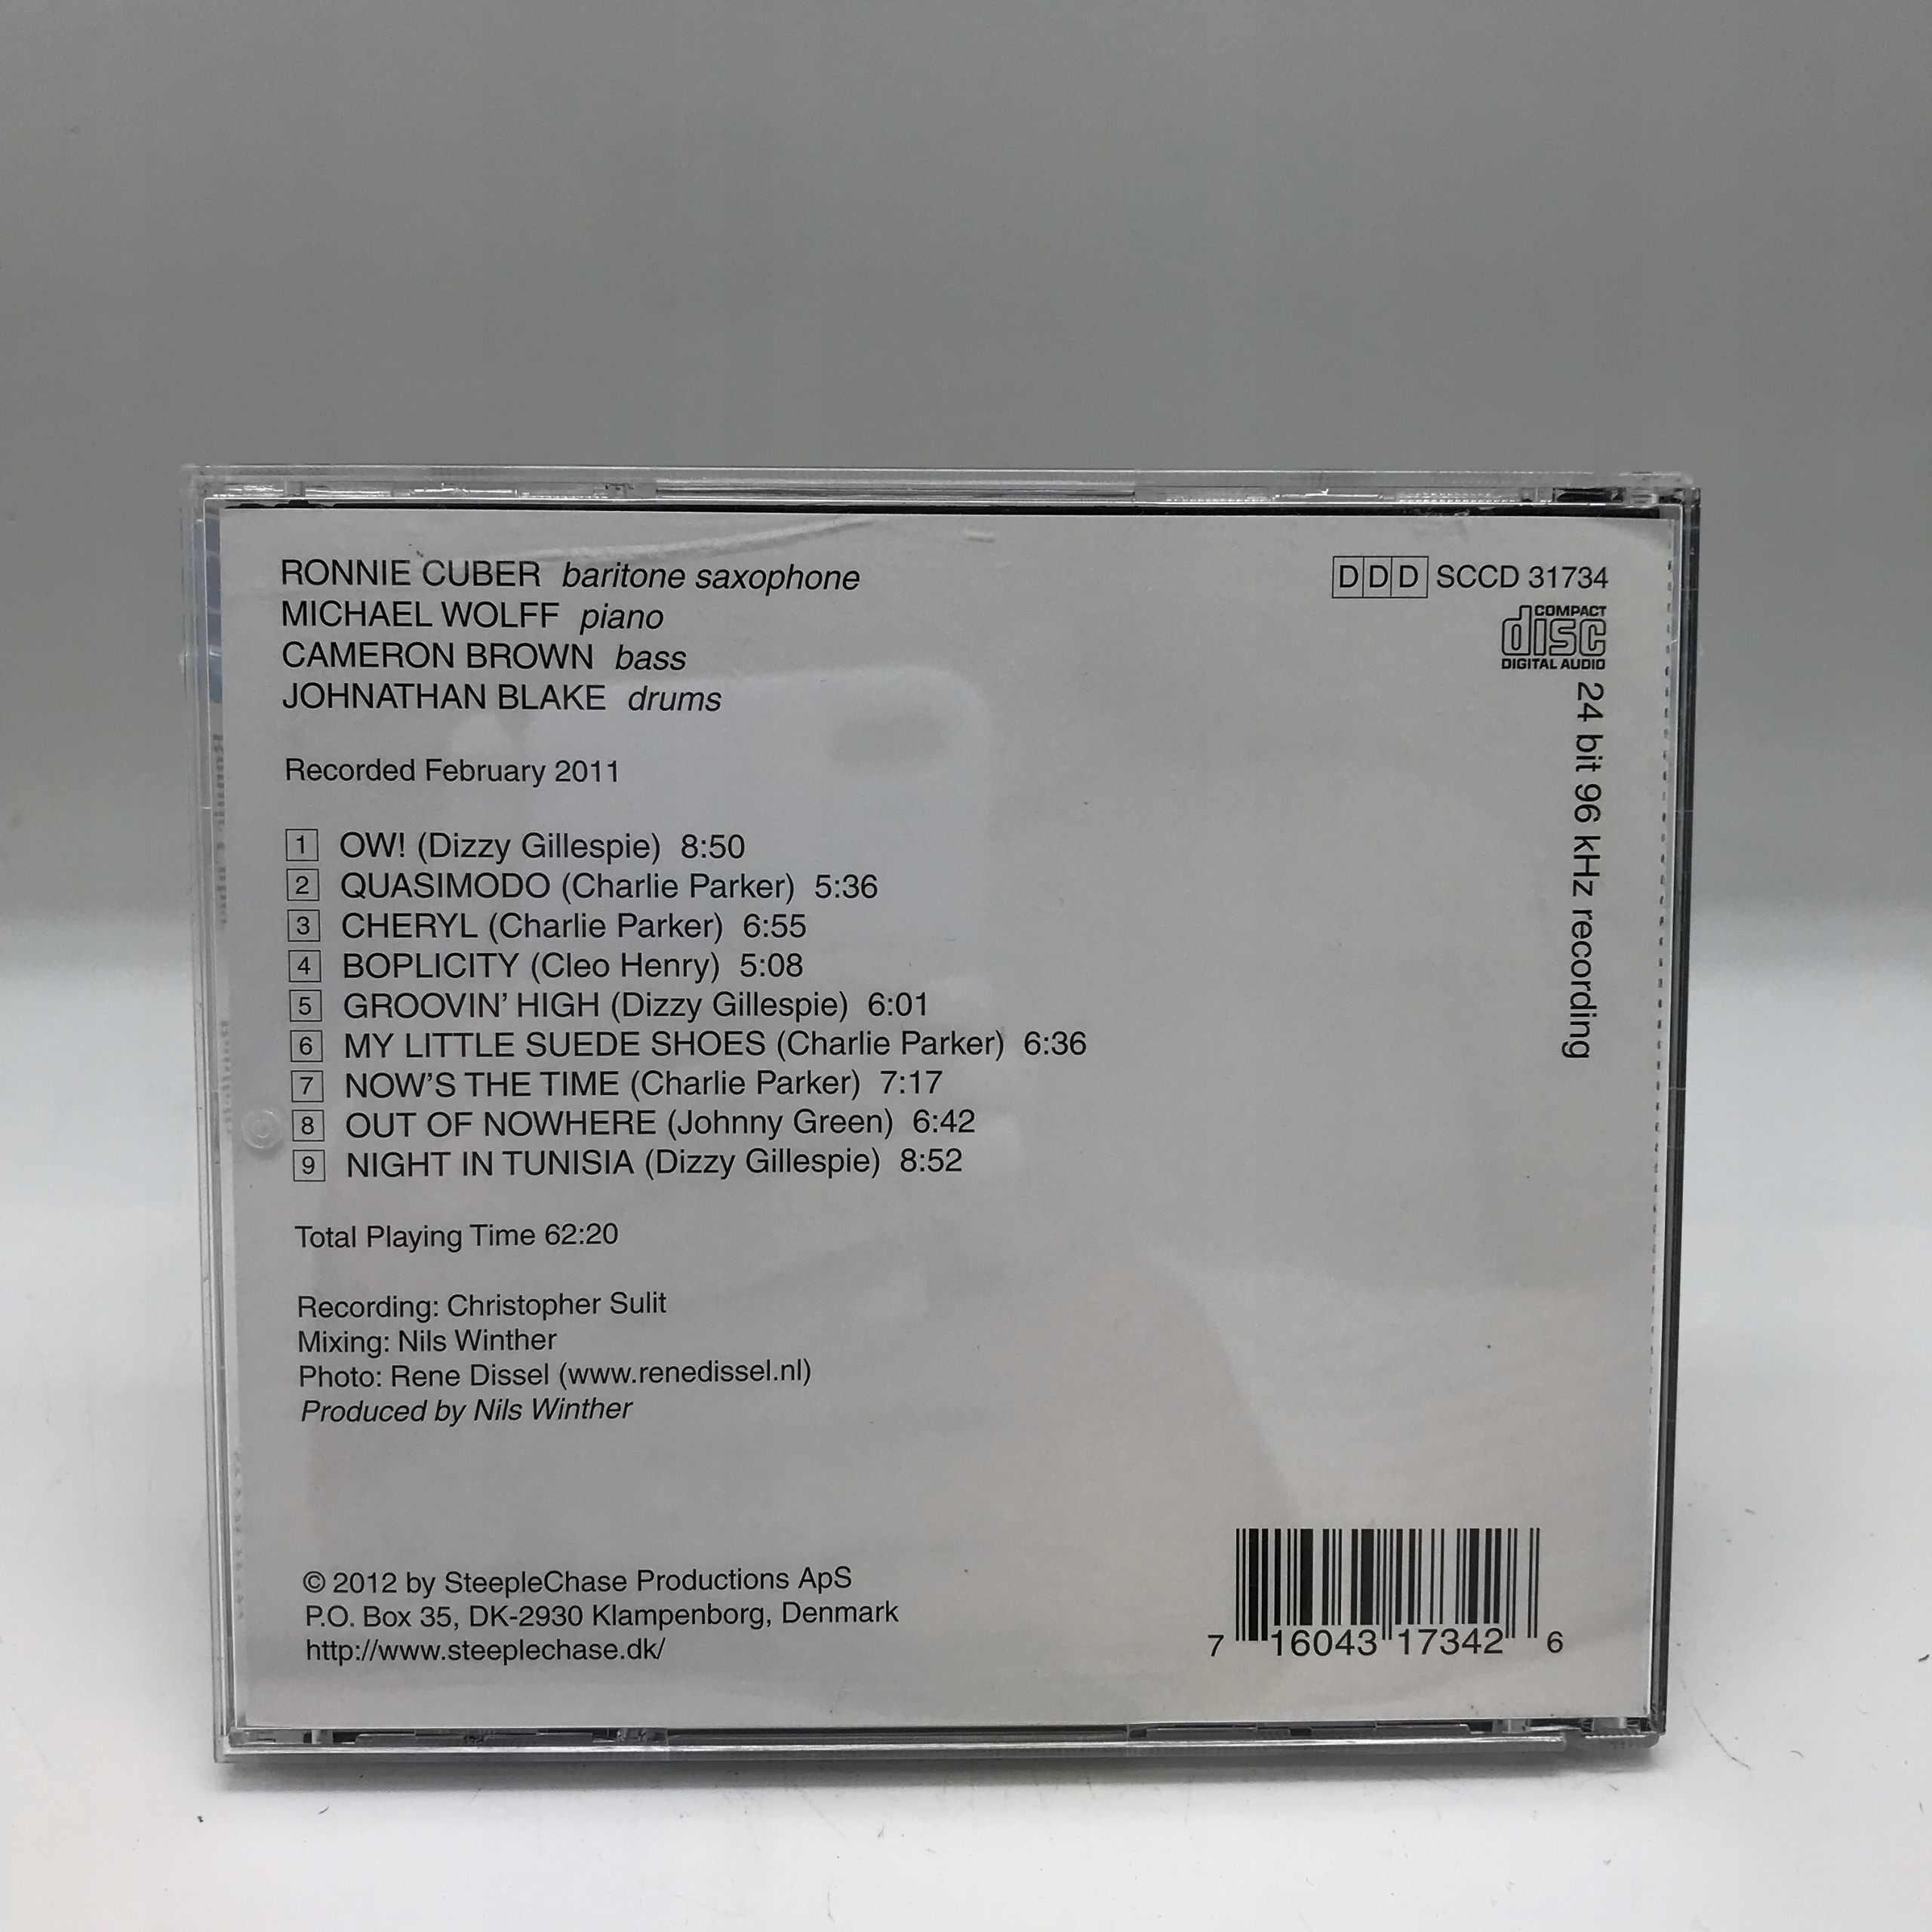 RONNIE CUBER baritone saxophone
MICHAEL WOLFF piano
CAMERON BROWN bass
JOHNATHAN BLAKE drums
DDD SCCD 31734
COMPACT
disc
DIGITAL AUDIO
24 bit 96 kHz recording
Recorded February 2011
1 OW! (Dizzy Gillespie) 8:50
2 QUASIMODO (Charlie Parker) 5:36
3 CHERYL (Charlie Parker) 6:55
4 BOPLICITY (Cleo Henry) 5:08
5 GROOVIN' HIGH (Dizzy Gillespie) 6:01
6 MY LITTLE SUEDE SHOES (Charlie Parker) 6:36
7 NOW'S THE TIME (Charlie Parker) 7:17
8 OUT OF NOWHERE (Johnny Green) 6:42
9 NIGHT IN TUNISIA (Dizzy Gillespie) 8:52
Total Playing Time 62:20
Recording: Christopher Sulit
Mixing: Nils Winther
Photo: Rene Dissel (www.renedissel.nl)
Produced by Nils Winther
© 2012 by SteepleChase Productions ApS
P.O. Box 35, DK-2930 Klampenborg, Denmark
http://www.steeplechase.dk/
7 16043 17342 6